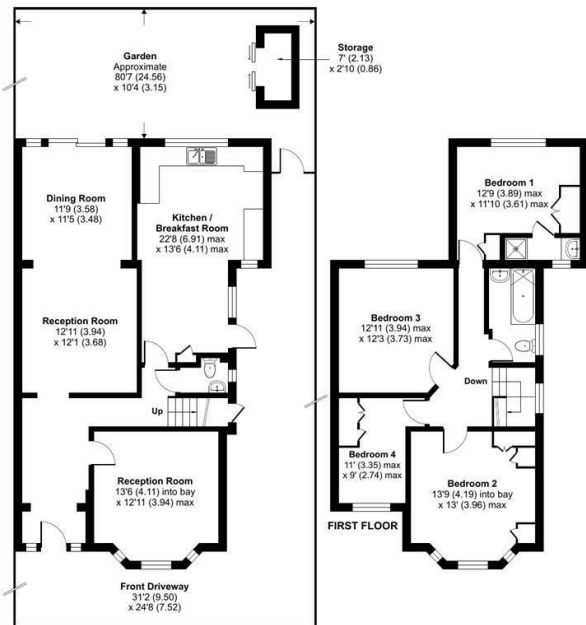 Garden
Approximate
80'7 (24.56)
x 10'4 (3.15)
Storage
7' (2.13)
x 2'10 (0.86)
Dining Room
11'9 (3.58)
x 11'5 (3.48)
Kitchen /
Breakfast Room
22'8 (6.91) max
x 13'6 (4.11) max
Reception Room
12'11 (3.94)
x 12'1 (3.68)
Up
Reception Room
13'6 (4.11) into bay
x 12'11 (3.94) max
Front Driveway
31'2 (9.50)
x 24'8 (7.52)
Bedroom 1
12'9 (3.89) max
x 11'10 (3.61) max
Bedroom 3
12'11 (3.94) max
x 12'3 (3.73) max
Down
Bedroom 4
11' (3.35) max
x 9' (2.74) max
Bedroom 2
13'9 (4.19) into bay
x 13' (3.96) max
FIRST FLOOR